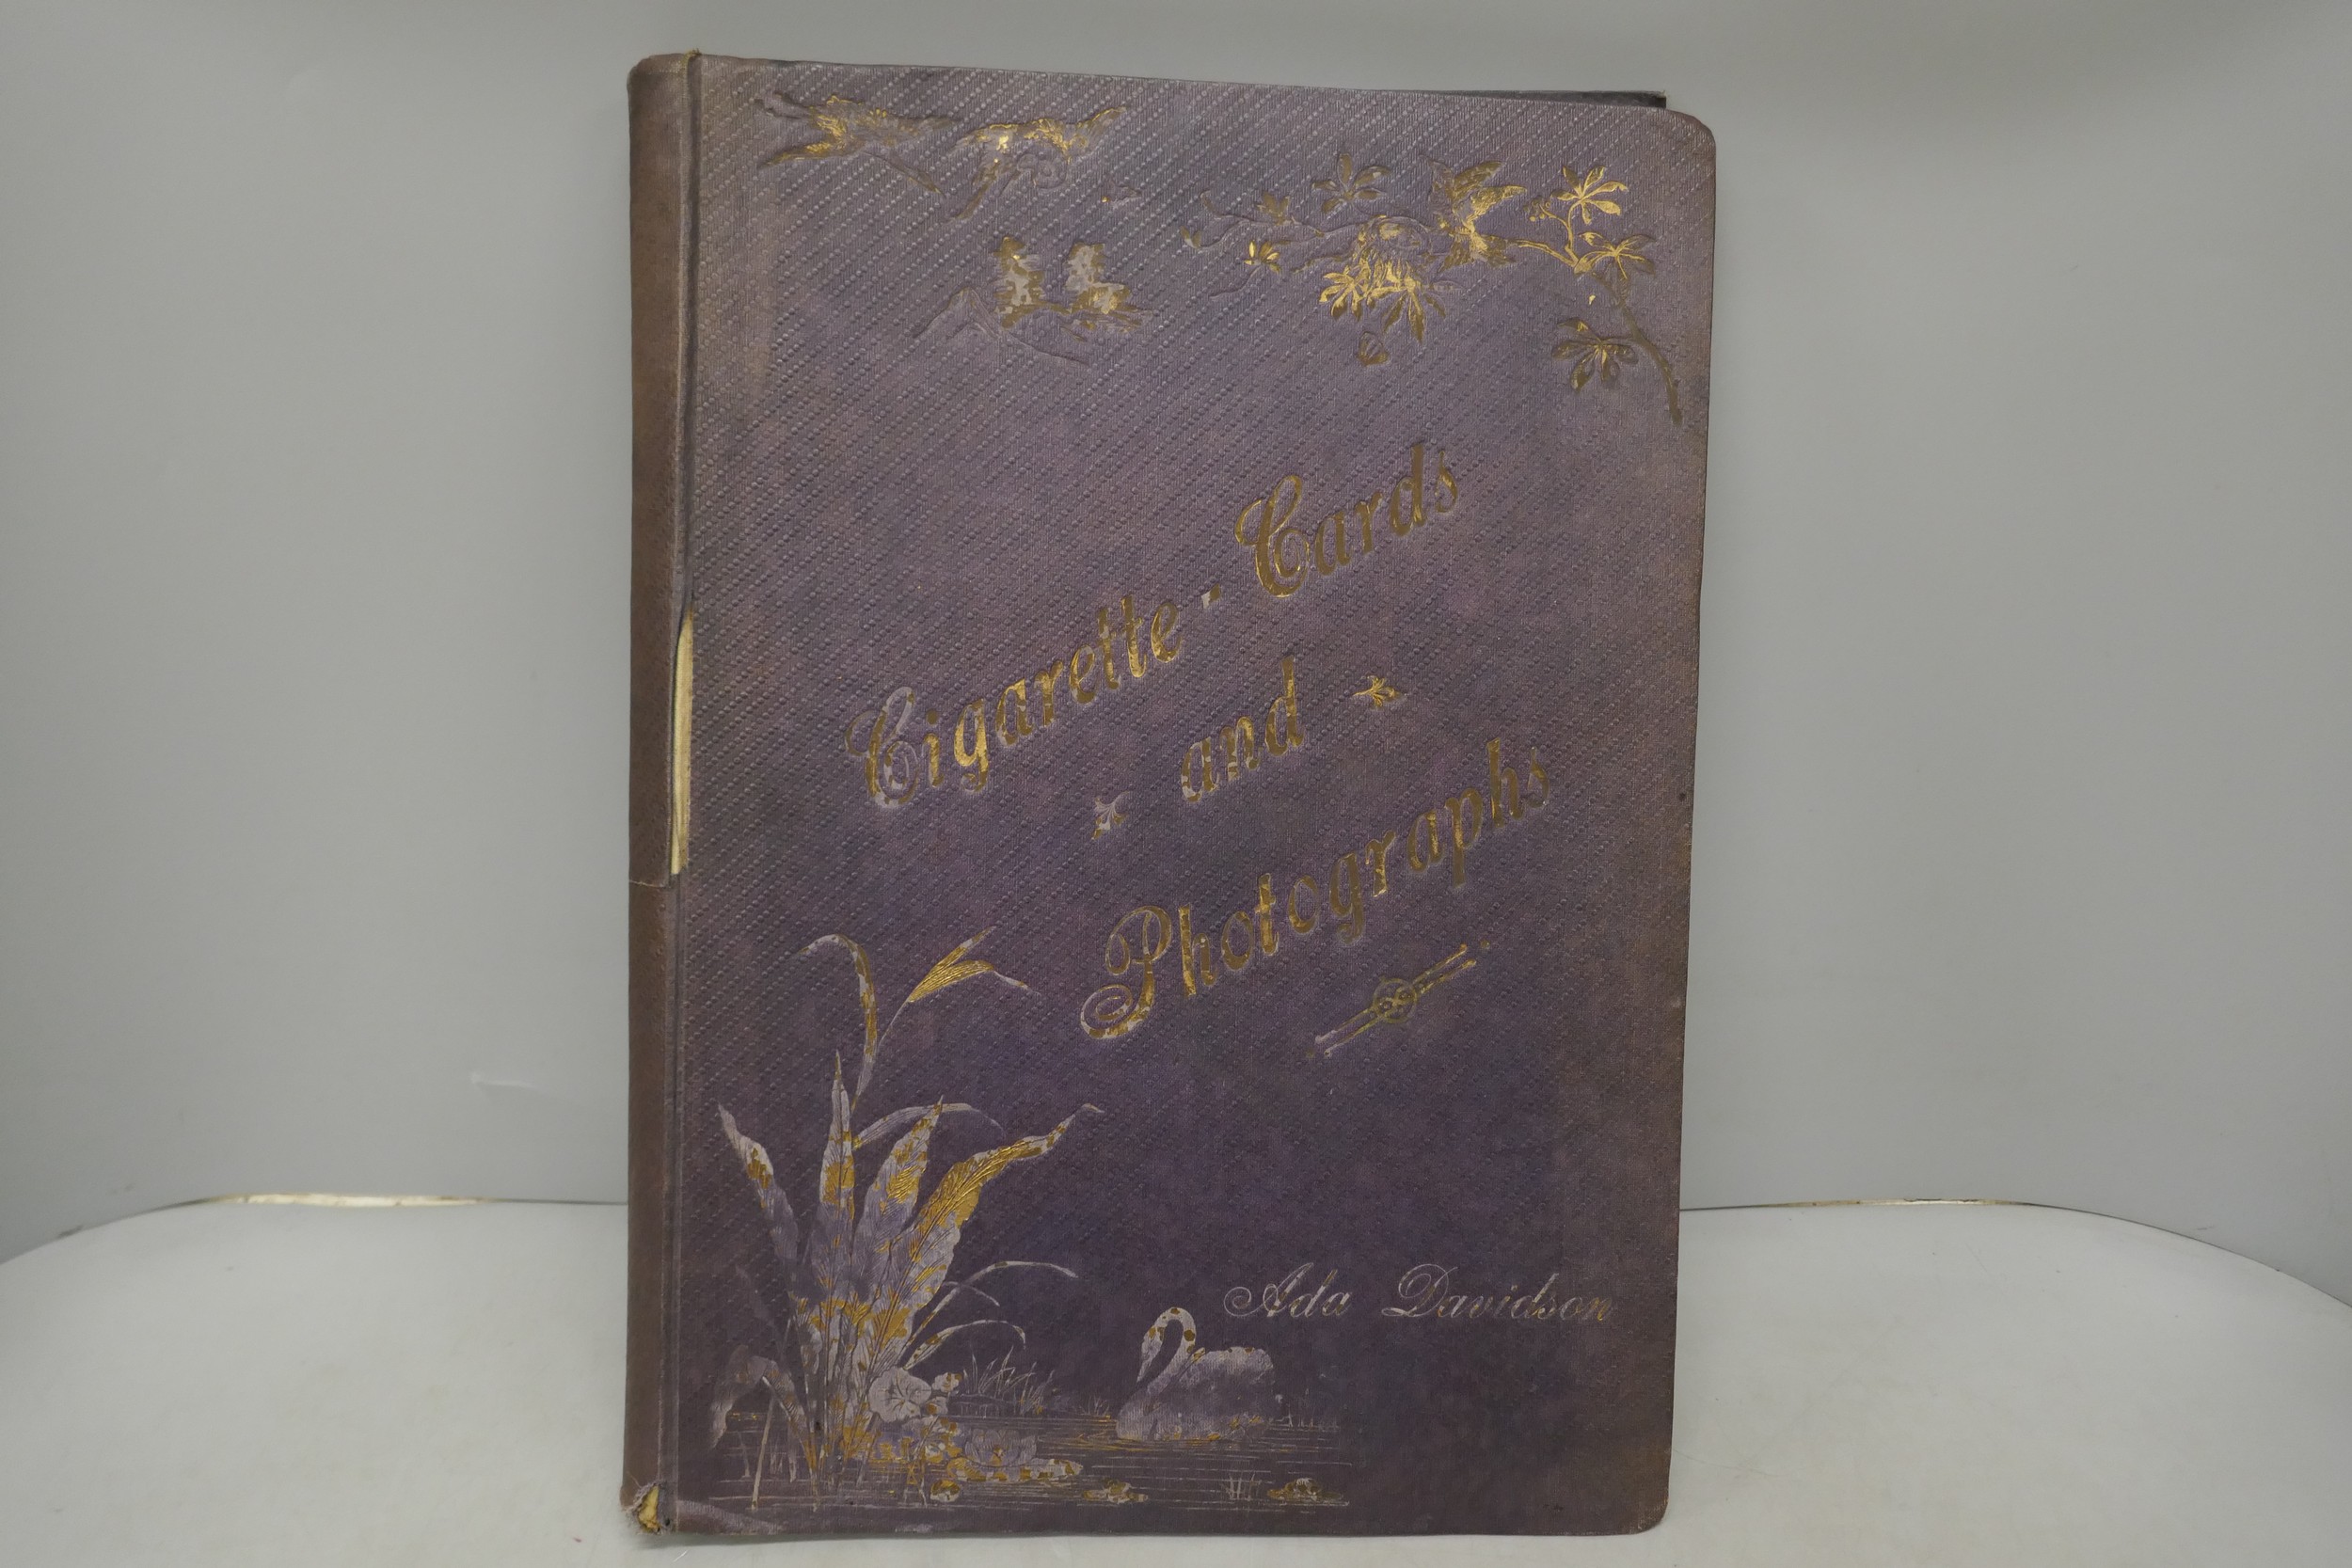 Cigarette-Cards
and
Photographs
Ada Davidson